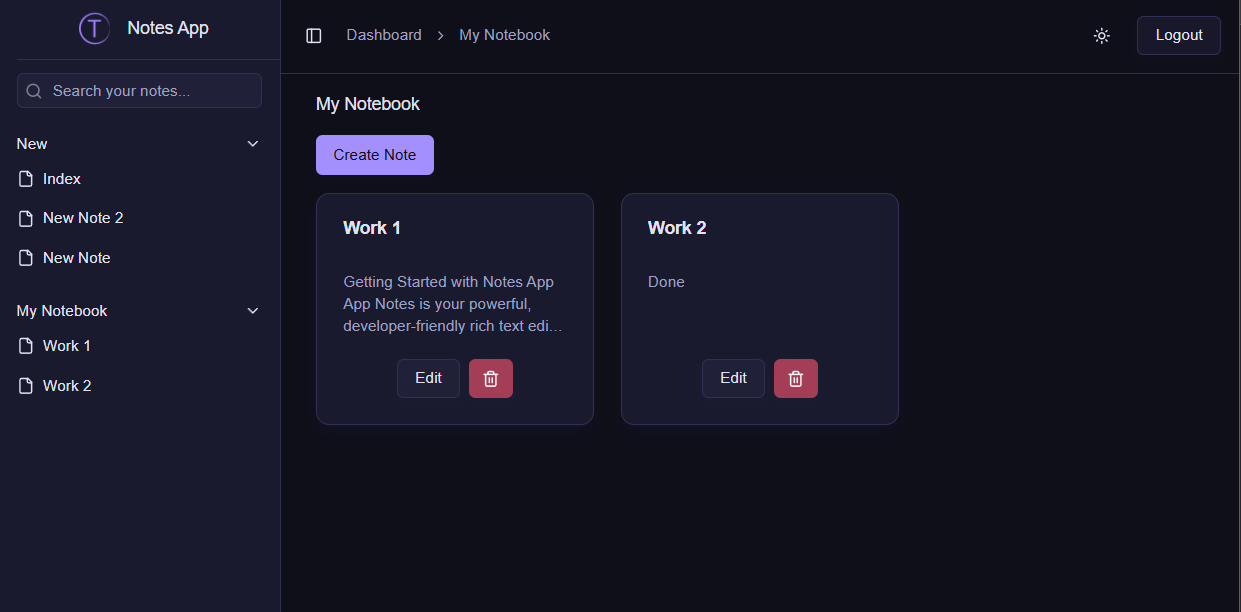 T
Notes App
Search your notes...
New
Index
New Note 2
New Note
My Notebook
Work 1
Work 2
Dashboard > My Notebook
Logout
My Notebook
Create Note
Work 1
Getting Started with Notes App
App Notes is your powerful,
developer-friendly rich text edi...
Edit
Work 2
Done
Edit